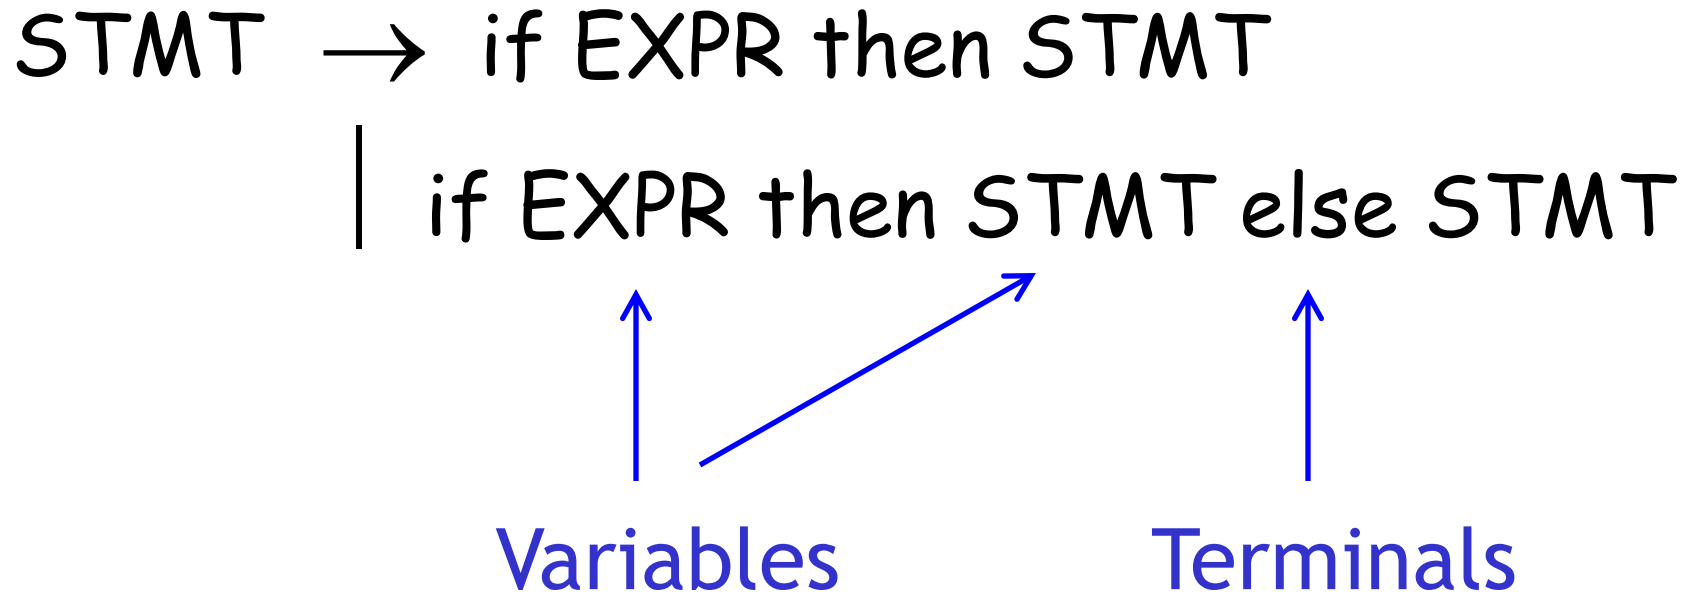 STMT → if EXPR then STMT
| if EXPR then STMT else STMT
Variables Terminals